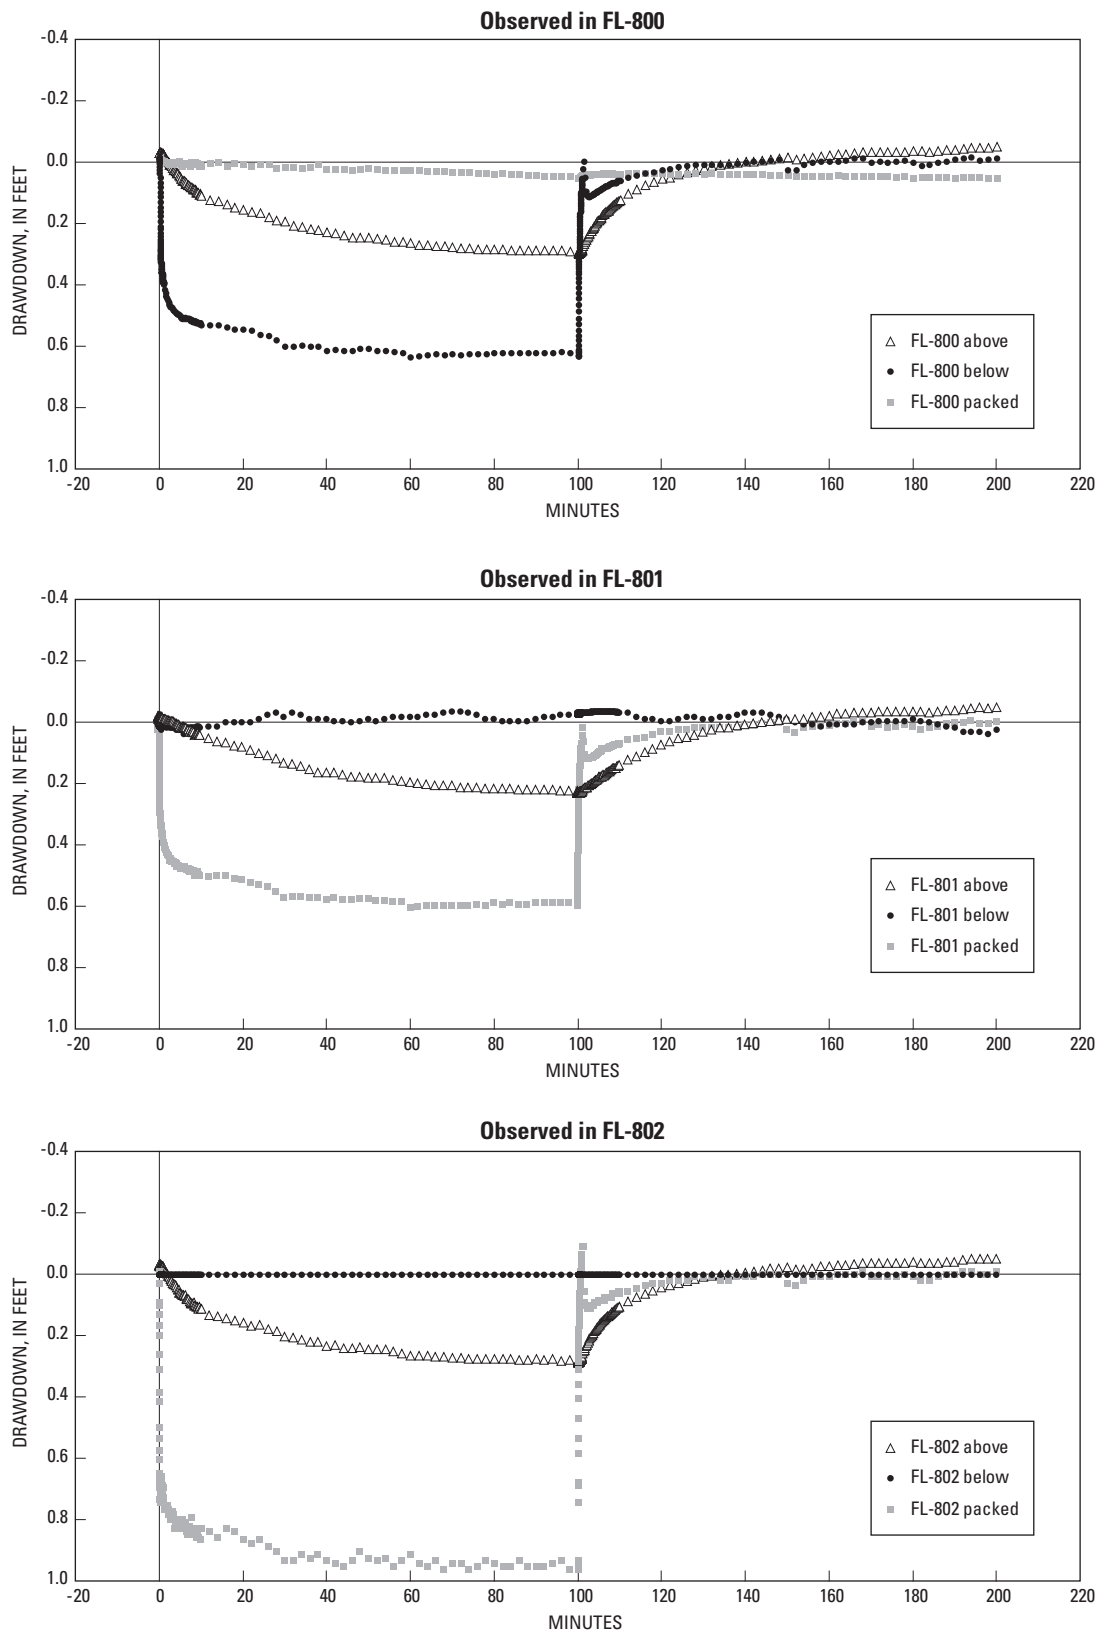 Observed in FL-800
-0.4
-0.2
0.0
0.2
0.4
0.6
0.8
1.0
DRAWDOWN, IN FEET
FL-800 above
FL-800 below
FL-800 packed
-20 0 20 40 60 80 100 120 140 160 180 200 220
MINUTES
Observed in FL-801
-0.4
-0.2
0.0
0.2
0.4
0.6
0.8
1.0
DRAWDOWN, IN FEET
FL-801 above
FL-801 below
FL-801 packed
-20 0 20 40 60 80 100 120 140 160 180 200 220
MINUTES
Observed in FL-802
-0.4
-0.2
0.0
0.2
0.4
0.6
0.8
1.0
DRAWDOWN, IN FEET
FL-802 above
FL-802 below
FL-802 packed
-20 0 20 40 60 80 100 120 140 160 180 200 220
MINUTES